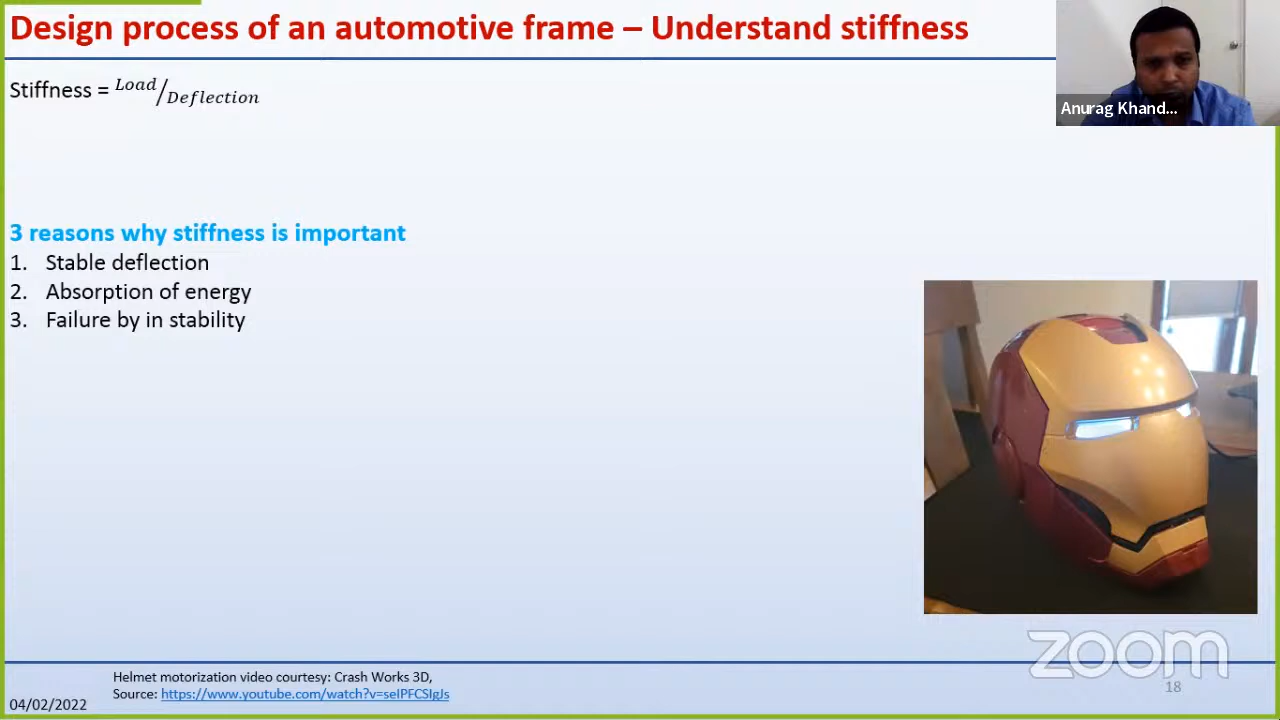 Design process of an automotive frame – Understand stiffness
Stiffness = Load/Deflection
Anurag Khand...
3 reasons why stiffness is important
1. Stable deflection
2. Absorption of energy
3. Failure by in stability
zoom
Helmet motorization video courtesy: Crash Works 3D,
Source: https://www.youtube.com/watch?v=seIPFCSIgJs
18
04/02/2022